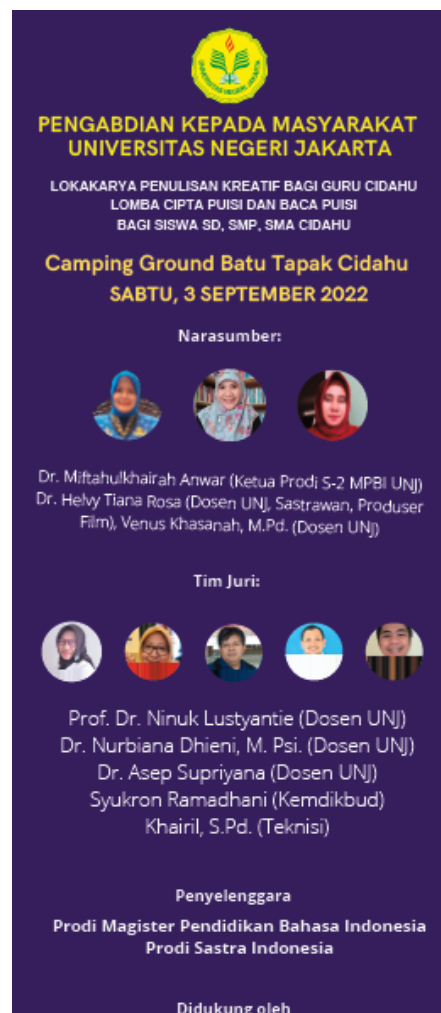 PENGABDIAN KEPADA MASYARAKAT
UNIVERSITAS NEGERI JAKARTA
LOKAKARYA PENULISAN KREATIF BAGI GURU CIDAHU
LOMBA CIPTA PUISI DAN BACA PUISI
BAGI SISWA SD, SMP, SMA CIDAHU
Camping Ground Batu Tapak Cidahu
SABTU, 3 SEPTEMBER 2022
Narasumber:
Dr. Miftahulkhairah Anwar (Ketua Prodi S-2 MPBI UNJ)
Dr. Helvy Tiana Rosa (Dosen UNJ, Sastrawan, Produser
Film), Venus Khasanah, M.Pd. (Dosen UNJ)
Tim Juri:
Prof. Dr. Ninuk Lustyantie (Dosen UNJ)
Dr. Nurbiana Dhieni, M. Psi. (Dosen UNJ)
Dr. Asep Supriyana (Dosen UNJ)
Syukron Ramadhani (Kemdikbud)
Khairil, S.Pd. (Teknisi)
Penyelenggara
Prodi Magister Pendidikan Bahasa Indonesia
Prodi Sastra Indonesia
Didukung oleh